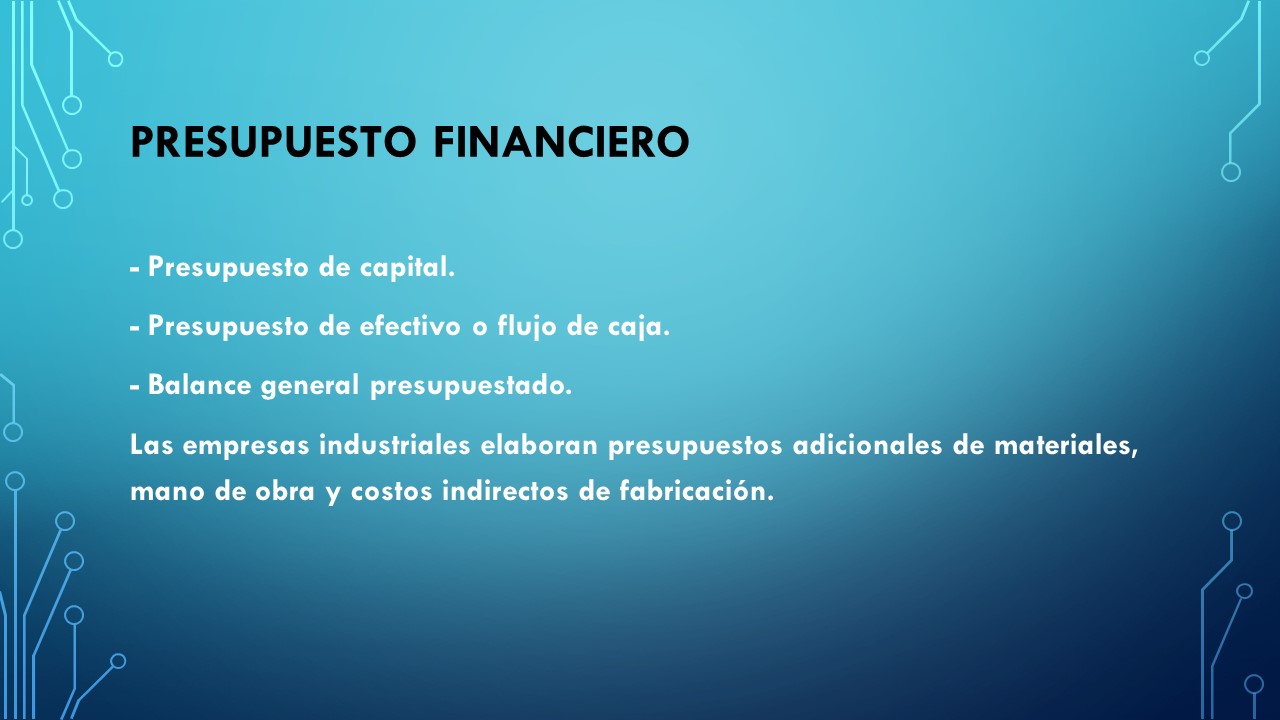 PRESUPUESTO FINANCIERO
- Presupuesto de capital.
- Presupuesto de efectivo o flujo de caja.
- Balance general presupuestado.
Las empresas industriales elaboran presupuestos adicionales de materiales,
mano de obra y costos indirectos de fabricación.